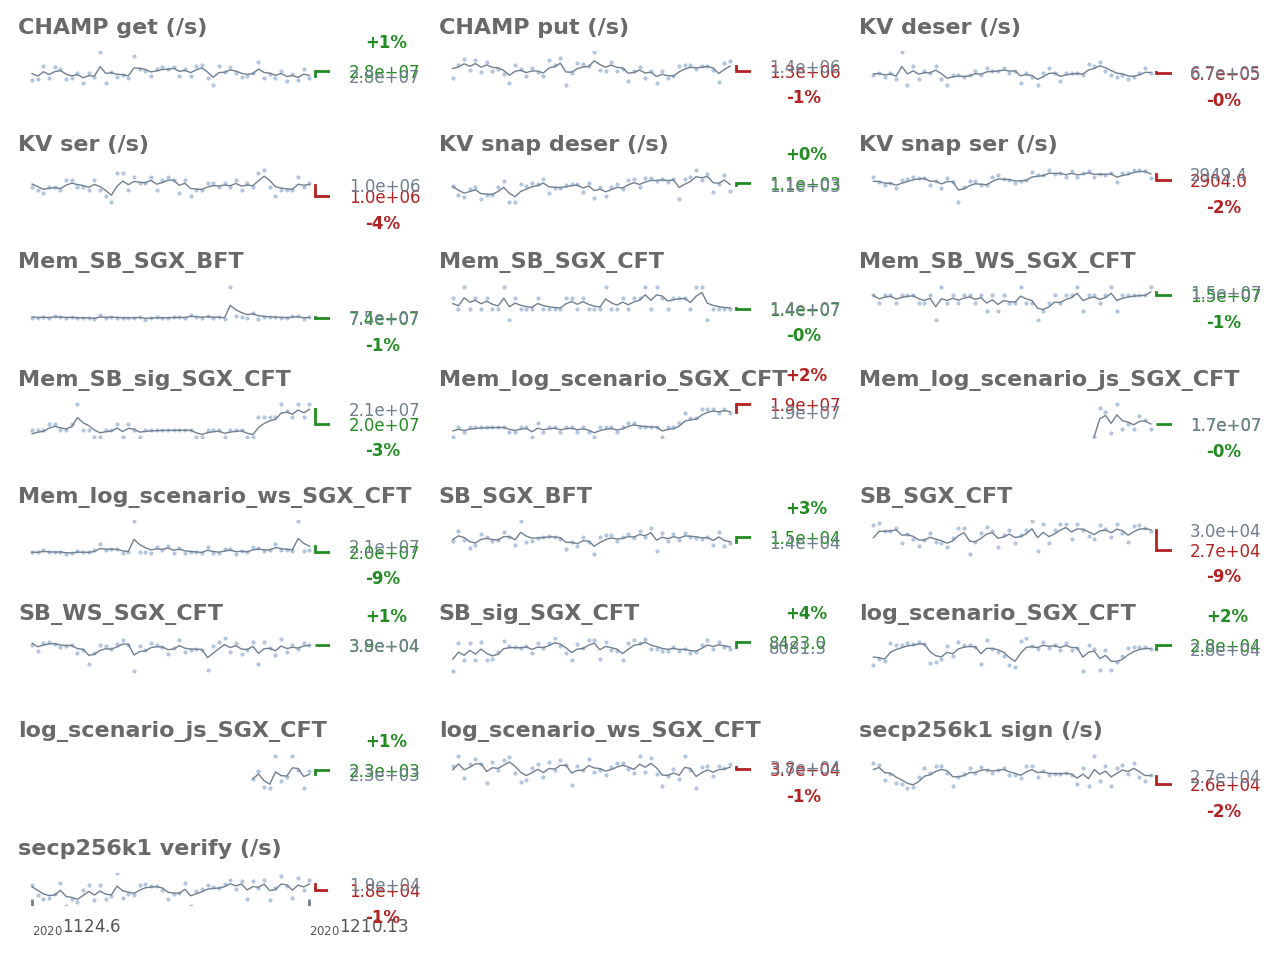 CHAMP get (/s)
+1%
2.8e+07
2.8e+07
CHAMP put (/s)
1.4e+06
1.3e+06
-1%
KV deser (/s)
6.7e+05
6.7e+05
-0%
KV ser (/s)
1.0e+06
1.0e+06
-4%
KV snap deser (/s)
+0%
1.1e+03
1.1e+03
KV snap ser (/s)
2949.4
2904.0
-2%
Mem_SB_SGX_BFT
7.4e+07
-1%
Mem_SB_SGX_CFT
1.4e+07
1.4e+07
-0%
Mem_SB_WS_SGX_CFT
1.5e+07
1.5e+07
-1%
Mem_SB_sig_SGX_CFT
2.1e+07
2.0e+07
-3%
Mem_log_scenario_SGX_CFT
+2%
1.9e+07
1.9e+07
Mem_log_scenario_js_SGX_CFT
1.7e+07
-0%
Mem_log_scenario_ws_SGX_CFT
2.1e+07
2.0e+07
-9%
SB_SGX_BFT
+3%
1.5e+04
1.4e+04
SB_SGX_CFT
3.0e+04
2.7e+04
-9%
SB_WS_SGX_CFT
+1%
3.9e+04
SB_sig_SGX_CFT
+4%
8423.0
8081.5
log_scenario_SGX_CFT
+2%
2.8e+04
2.8e+04
log_scenario_js_SGX_CFT
+1%
2.3e+03
2.3e+03
log_scenario_ws_SGX_CFT
3.8e+04
3.7e+04
-1%
secp256k1 sign (/s)
2.7e+04
2.6e+04
-2%
secp256k1 verify (/s)
1.9e+04
1.8e+04
-1%
2020 1124.6
2020 1210.13